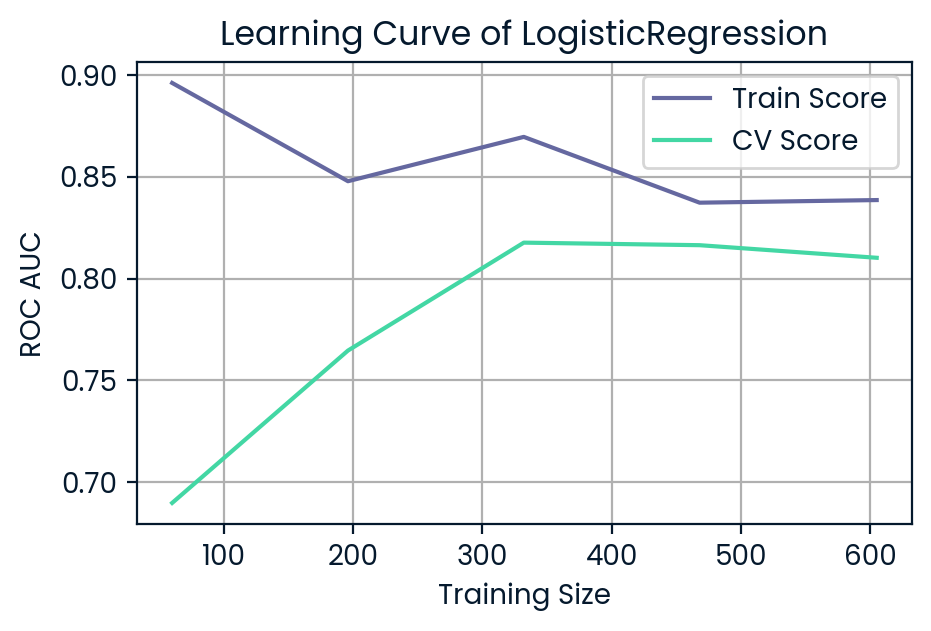 Learning Curve of LogisticRegression
Train Score
CV Score
ROC AUC
0.90
0.85
0.80
0.75
0.70
100 200 300 400 500 600
Training Size